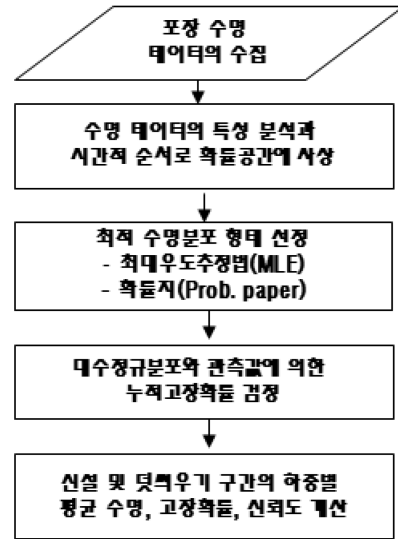 포장 수명
데이터의 수집
수명 데이터의 특성 분석과
시간적 순서로 확률공간에 사상
최적 수명분포 형태 선정
- 최대우도추정법(MLE)
- 확률지(Prob. paper)
대수정규분포와 관측값에 의한
누적고장확률 검정
신설 및 덧씌우기 구간의 하중별
평균 수명, 고장확률, 신뢰도 계산